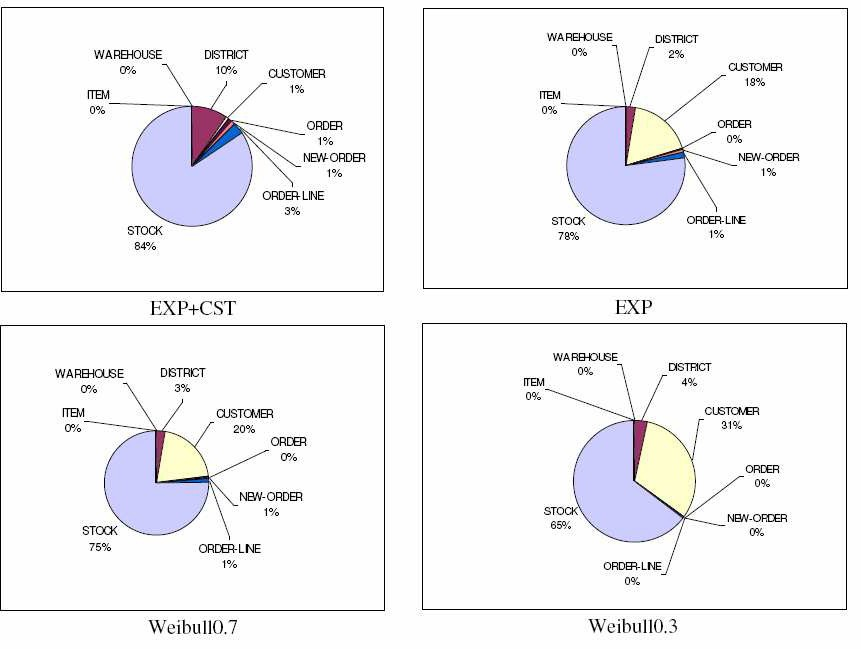 WAREHOUSE
0%
DISTRICT
10%
CUSTOMER
1%
ITEM
0%
ORDER
1%
NEW-ORDER
1%
ORDER-LINE
3%
STOCK
84%
EXP+CST
WAREHOUSE
0%
DISTRICT
2%
CUSTOMER
18%
ITEM
0%
ORDER
0%
NEW-ORDER
1%
ORDER-LINE
1%
STOCK
78%
EXP
WAREHOUSE
0%
DISTRICT
3%
ITEM
0%
CUSTOMER
20%
ORDER
0%
NEW-ORDER
1%
STOCK
75%
ORDER-LINE
1%
Weibull0.7
WAREHOUSE
0%
DISTRICT
4%
ITEM
0%
CUSTOMER
31%
ORDER
0%
STOCK
65%
NEW-ORDER
0%
ORDER-LINE
0%
Weibull0.3